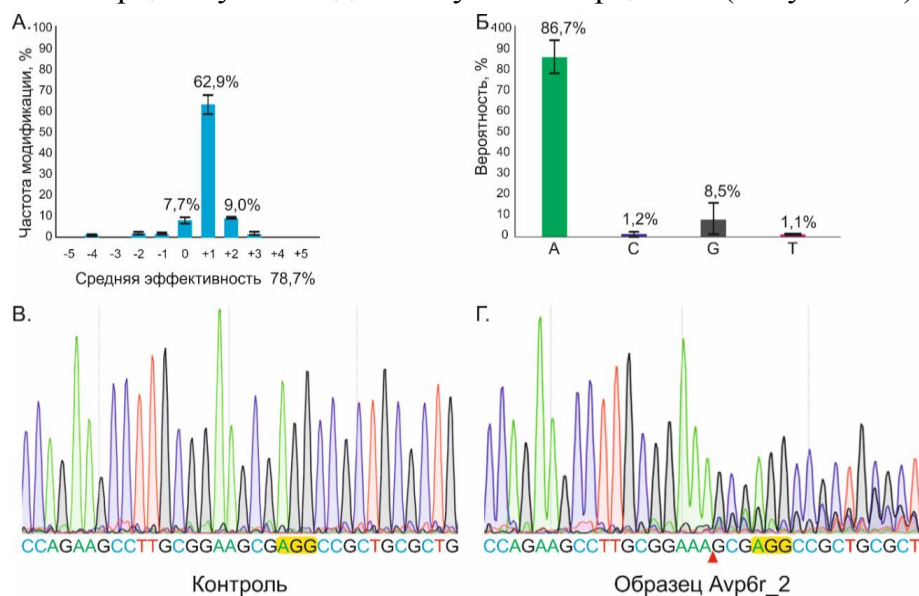 А.
Частота модификации, %
100
90
80
70
60
50
40
30
20
10
0
7,7%
62,9%
9,0%
-5 -4 -3 -2 -1 0 +1 +2 +3 +4 +5
Средняя эффективность 78,7%
Б.
Вероятность, %
100
90
80
70
60
50
40
30
20
10
0
86,7%
1,2%
8,5%
1,1%
A C G T
В.
CCAGAAGCCTTGCGGAAGCGAGGCCGCTGCGCTG
Контроль
Г.
CCAGAAGCCTTGCGGAAAGCGAGGCCGCTGCGCT
Образец Avp6r_2